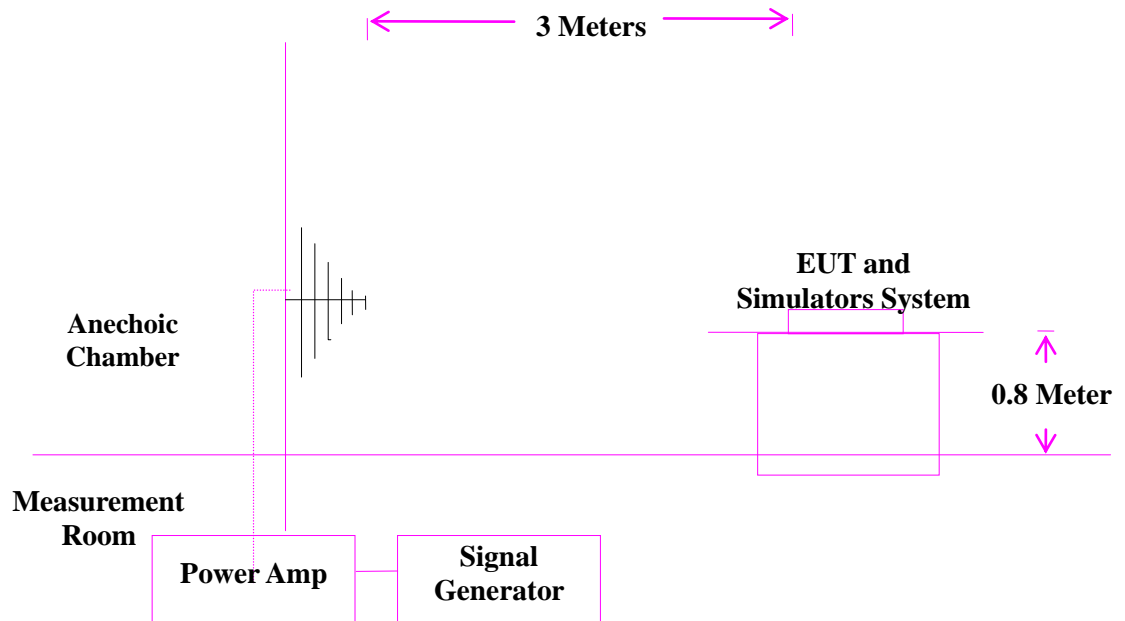 3 Meters
EUT and
Simulators System
Anechoic
Chamber
0.8 Meter
Measurement
Room
Power Amp
Signal
Generator